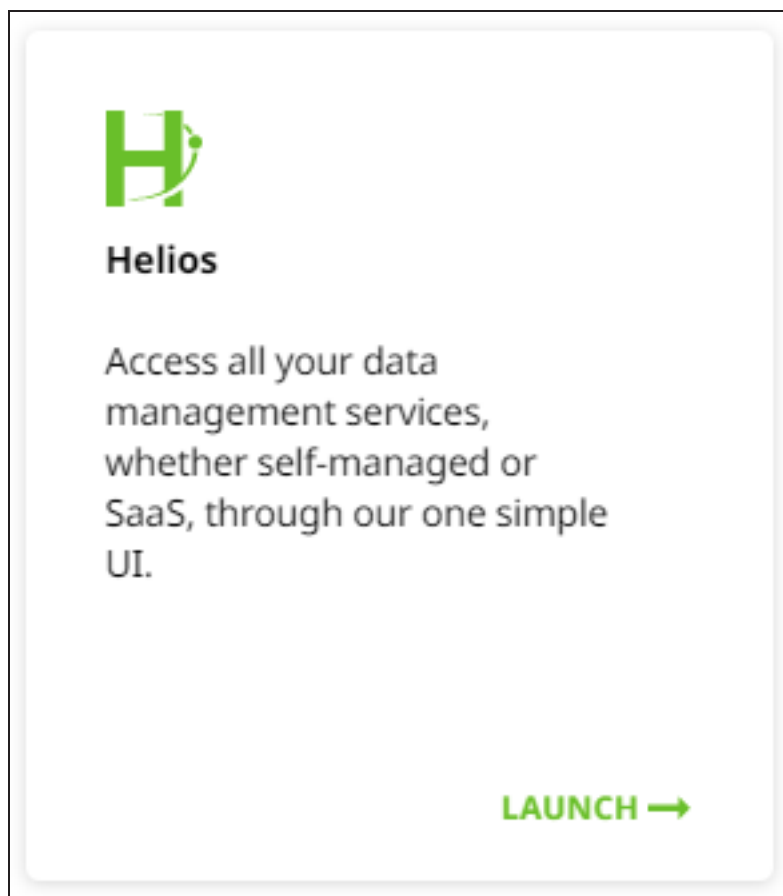 H
Helios
Access all your data
management services,
whether self-managed or
SaaS, through our one simple
UI.
LAUNCH